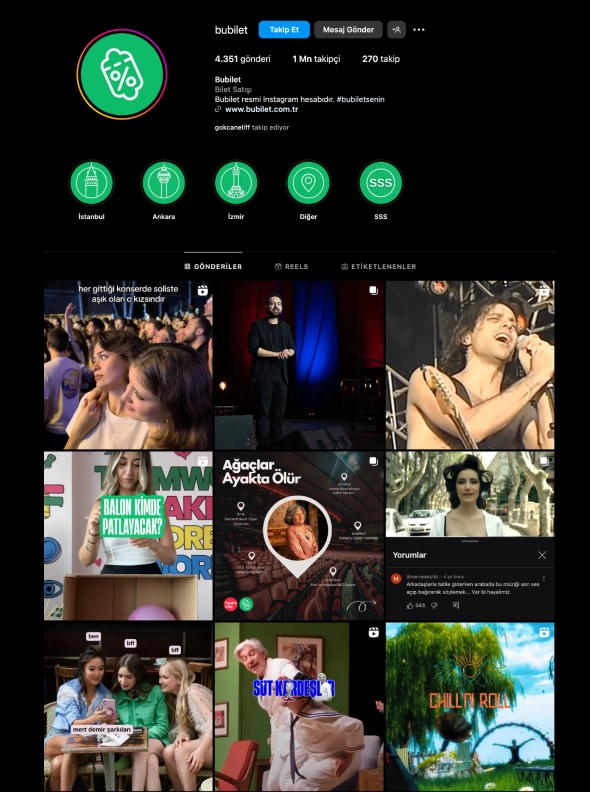 bubilet
Takip Et
Mesaj Gönder
4.351 gönderi
1 Mn takipçi
270 takip
Bubilet
Bilet Satışı
Bubilet resmi Instagram hesabıdır. #bubiletsenin
www.bubilet.com.tr
gokcaneliff takip ediyor
İstanbul
Ankara
İzmir
Diğer
SSS
SSS
GÖNDERİLER
REELS
ETİKETLENENLER
her gittiği konserde soliste
aşık olan o kızsındır
BALON KİMDE
PATLAYACAK?
Ağaçlar
Ayakta Ölür
Yorumlar
Arkadaşlarla tatile giderken arabada bu müziği son ses
açıp bağırarak söylemek... Var bi hayalimiz.
343
ben
bff
bff
mert demir şarkıları
SÜT KARDEŞLER
CHILL'N ROLL